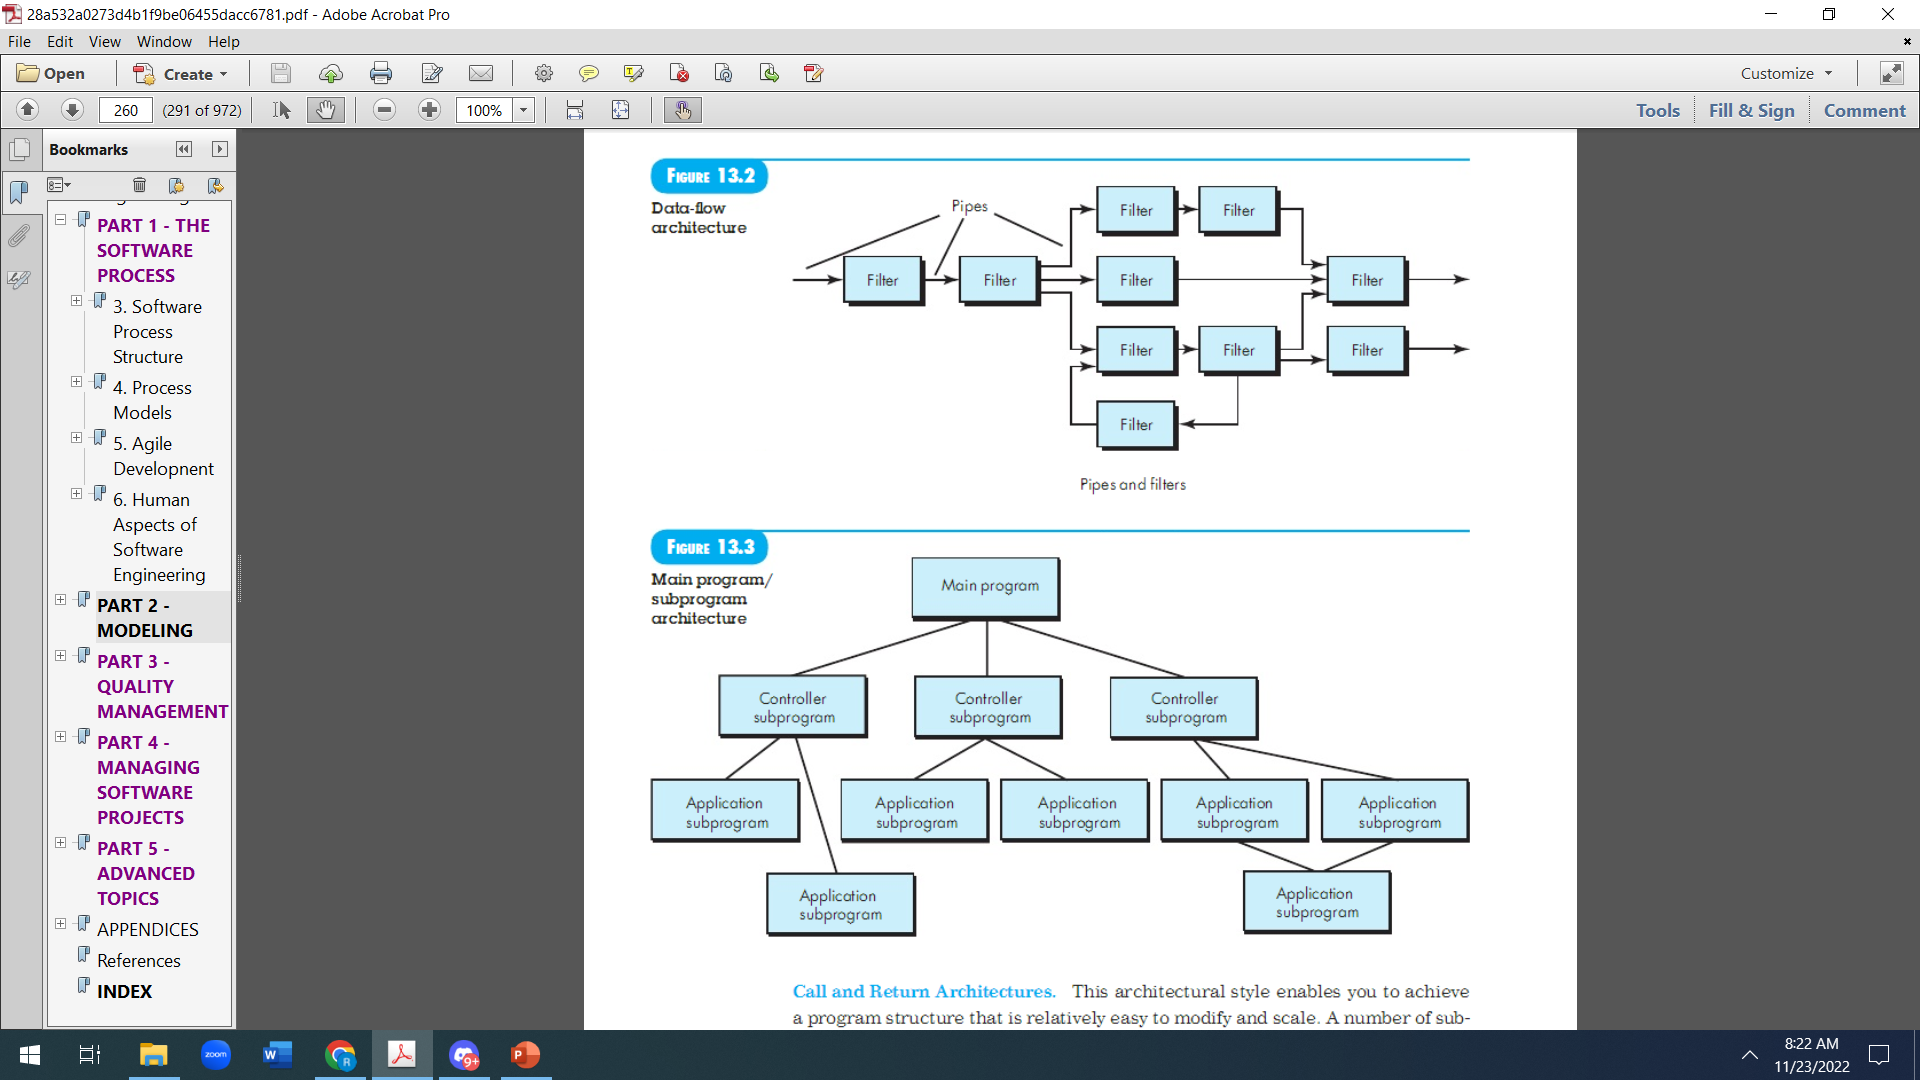 28a532a0273d4b1f9be06455dacc6781.pdf - Adobe Acrobat Pro
File Edit View Window Help
Open Create Customize
260 (291 of 972) 100% Tools Fill & Sign Comment
Bookmarks
PART 1 - THE
SOFTWARE
PROCESS
3. Software
Process
Structure
4. Process
Models
5. Agile
Development
6. Human
Aspects of
Software
Engineering
PART 2 -
MODELING
PART 3 -
QUALITY
MANAGEMENT
PART 4 -
MANAGING
SOFTWARE
PROJECTS
PART 5 -
ADVANCED
TOPICS
APPENDICES
References
INDEX
FIGURE 13.2
Data-flow
architecture
Pipes
Filter Filter
Filter Filter Filter Filter
Filter Filter Filter
Filter
Pipes and filters
FIGURE 13.3
Main program/
subprogram
architecture
Main program
Controller
subprogram
Controller
subprogram
Controller
subprogram
Application
subprogram
Application
subprogram
Application
subprogram
Application
subprogram
Application
subprogram
Application
subprogram
Application
subprogram
Call and Return Architectures. This architectural style enables you to achieve
a program structure that is relatively easy to modify and scale. A number of sub-
zoom
W
R
9+
P
8:22 AM
11/23/2022